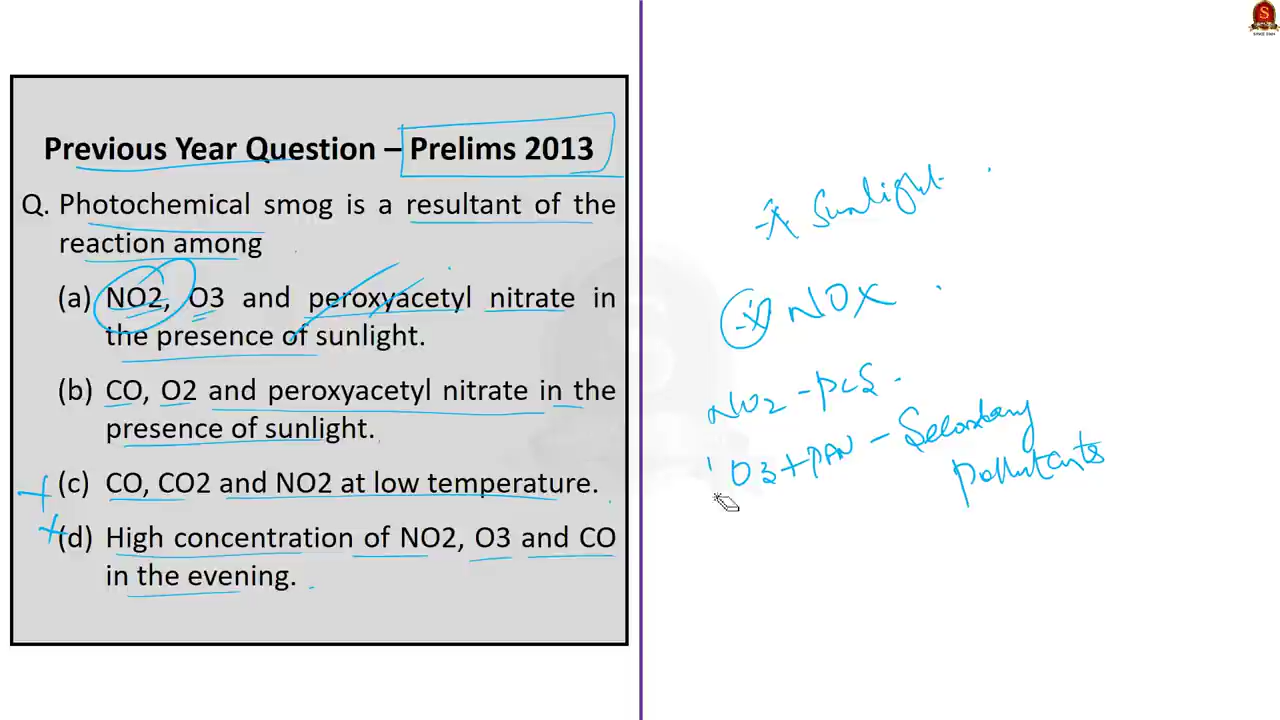 Previous Year Question – Prelims 2013
Q. Photochemical smog is a resultant of the
reaction among
(a) NO2, O3 and peroxyacetyl nitrate in
the presence of sunlight.
(b) CO, O2 and peroxyacetyl nitrate in the
presence of sunlight.
(c) CO, CO2 and NO2 at low temperature.
(d) High concentration of NO2, O3 and CO
in the evening.
Sunlight
NOX
NO2 -
O3 + PAN - Secondary
pollutants
S